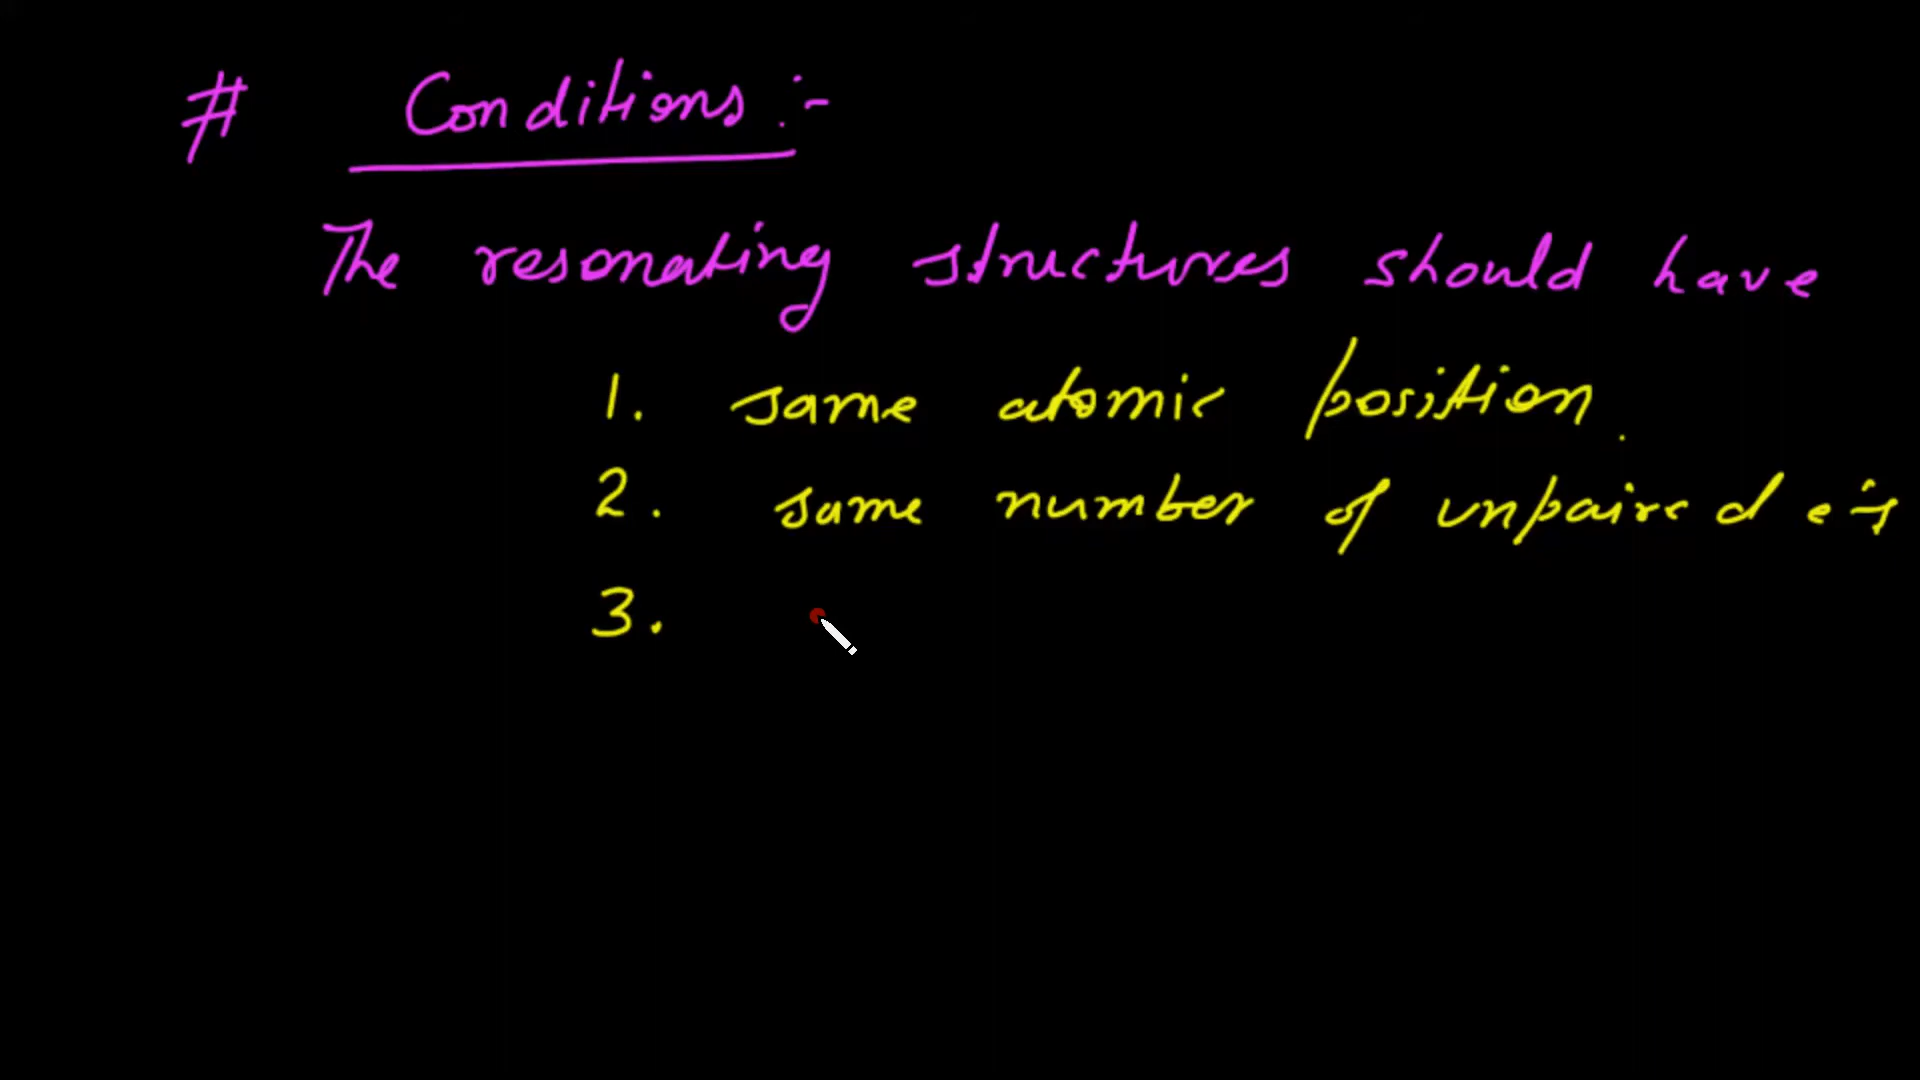 # Conditions :-
The resonating structures should have
1. same atomic position.
2. same number of unpaired e-s
3.